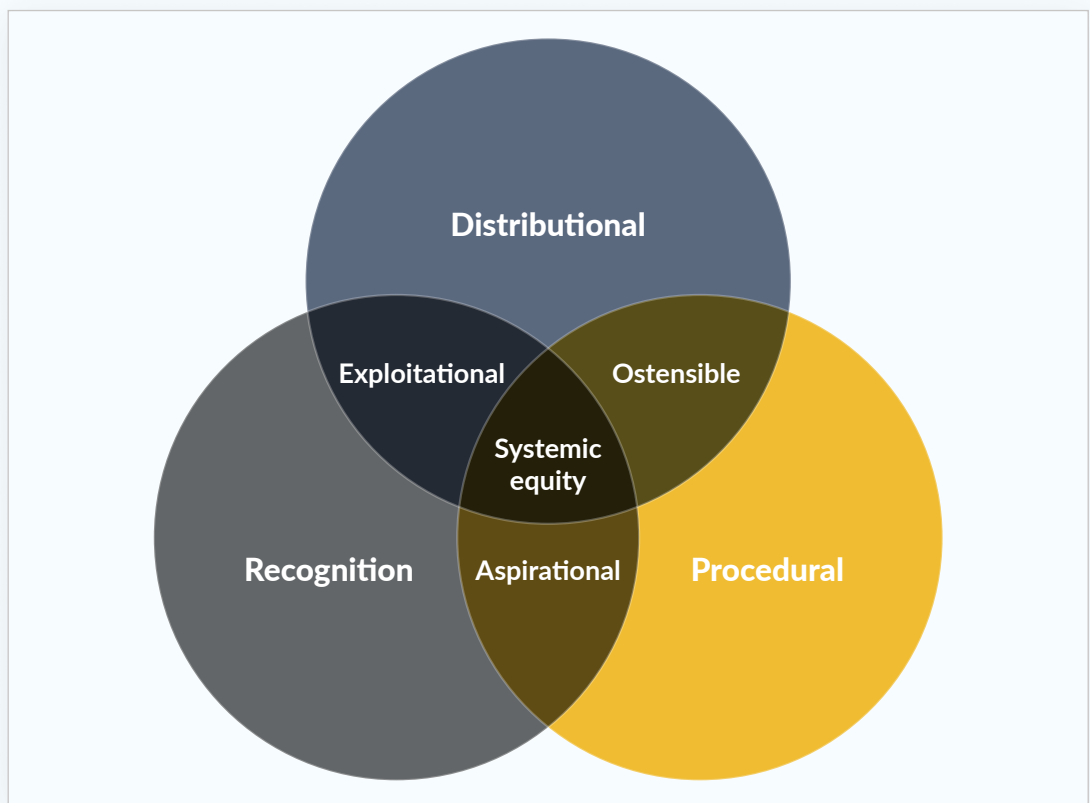 Distributional
Exploitational
Ostensible
Systemic
equity
Recognition
Aspirational
Procedural